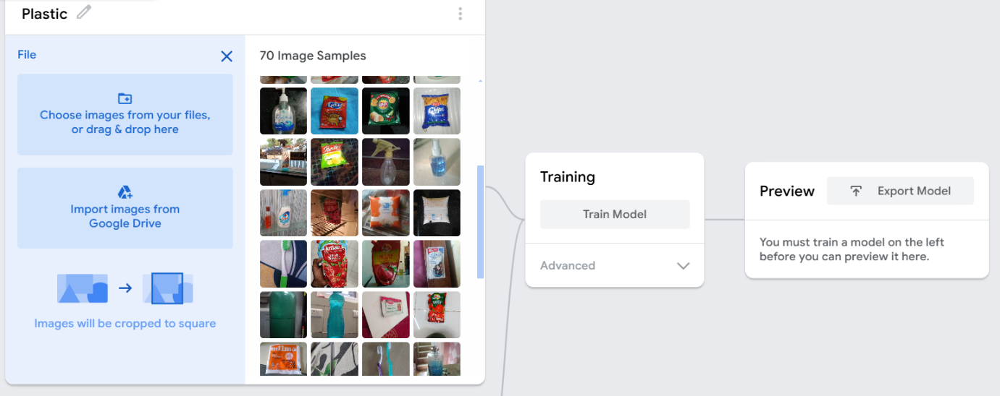 Plastic
File
70 Image Samples
Choose images from your files,
or drag & drop here
Import images from
Google Drive
Images will be cropped to square
Chips
milma
Training
Train Model
Advanced
Preview
Export Model
You must train a model on the left
before you can preview it here.